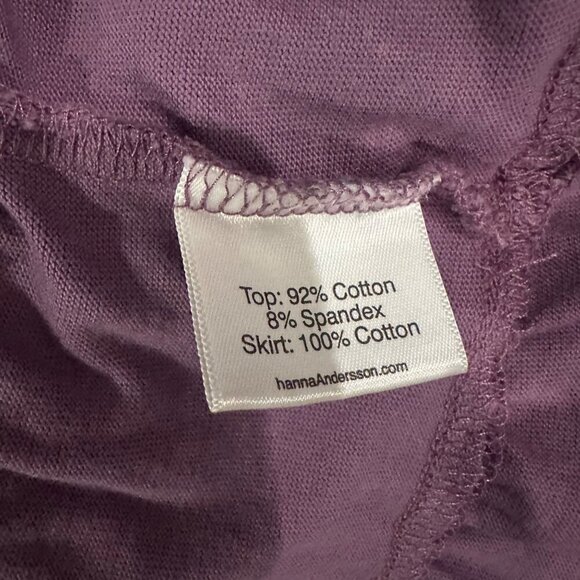 Top: 92% Cotton
8% Spandex
Skirt: 100% Cotton
hannaAndersson.com